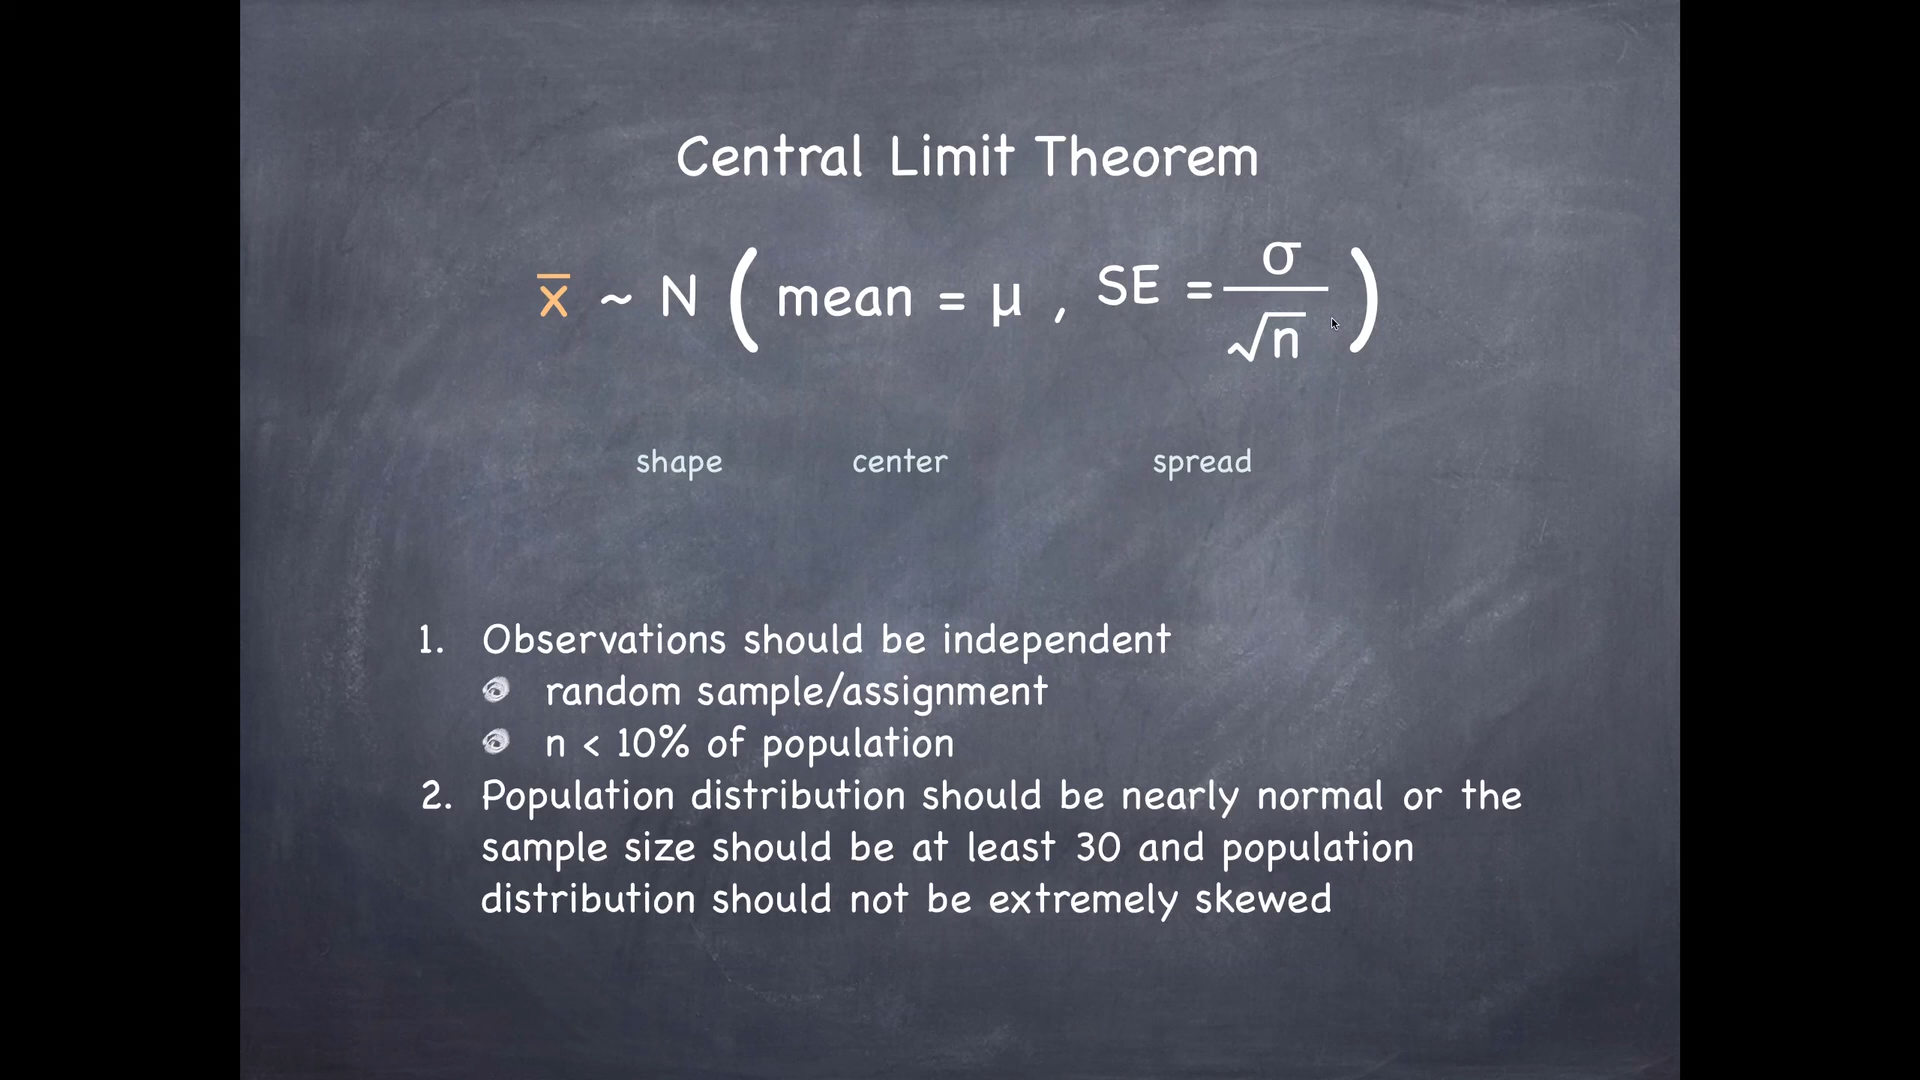 Central Limit Theorem
x̄ ~ N ( mean = μ , SE = σ / √n )
shape center spread
1. Observations should be independent
random sample/assignment
n < 10% of population
2. Population distribution should be nearly normal or the
sample size should be at least 30 and population
distribution should not be extremely skewed